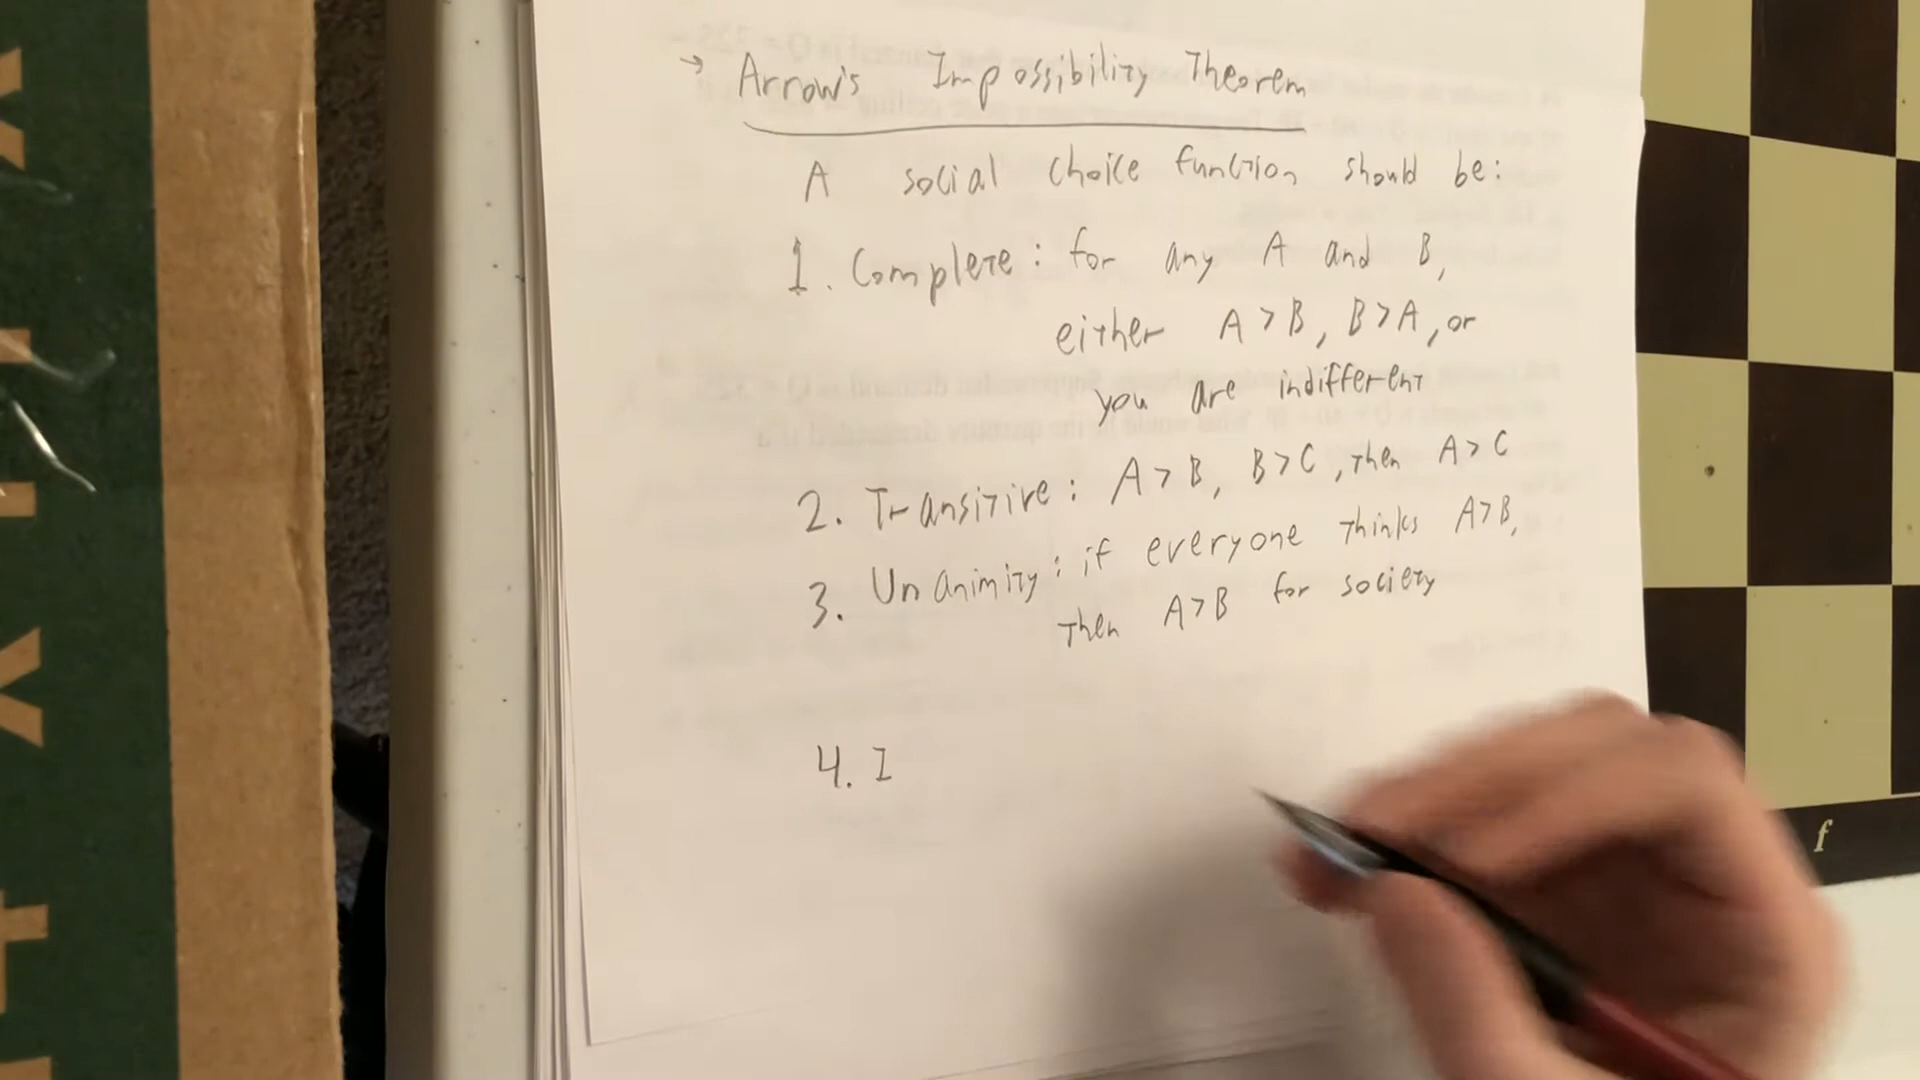 → Arrow's Impossibility Theorem
A social choice function should be:
1. Complete: for any A and B,
either A > B, B > A, or
you are indifferent
2. Transitive: A > B, B > C, then A > C
3. Unanimity: if everyone thinks A > B,
then A > B for society
4. I
f